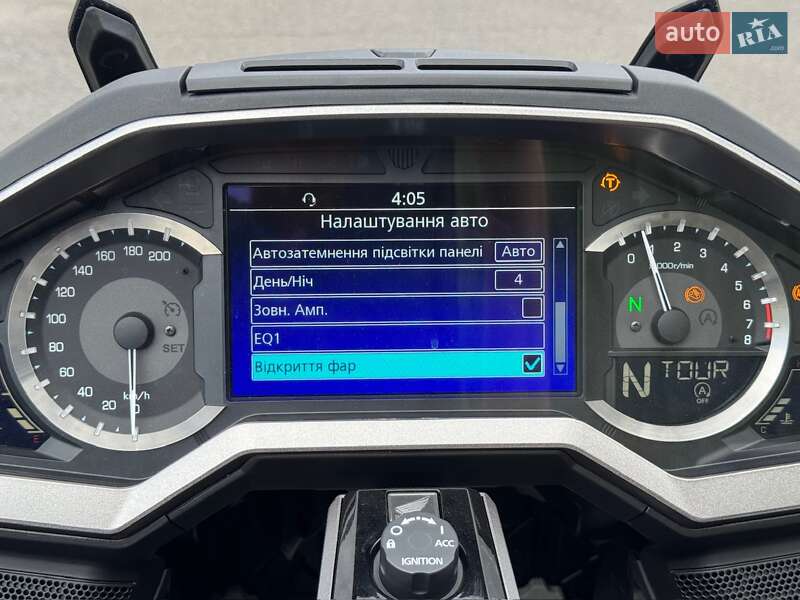 auto RIA .com
4:05
Налаштування авто
Автозатемнення підсвітки панелі Авто
День/Ніч 4
Зовн. Амп.
EQ1
Відкриття фар
0 20 40 60 80 100 120 140 160 180 200
km/h
SET
0 1 2 3 4 5 6 7 8
T
N
N TOUR
A
OFF
E
C
O I
ACC
IGNITION